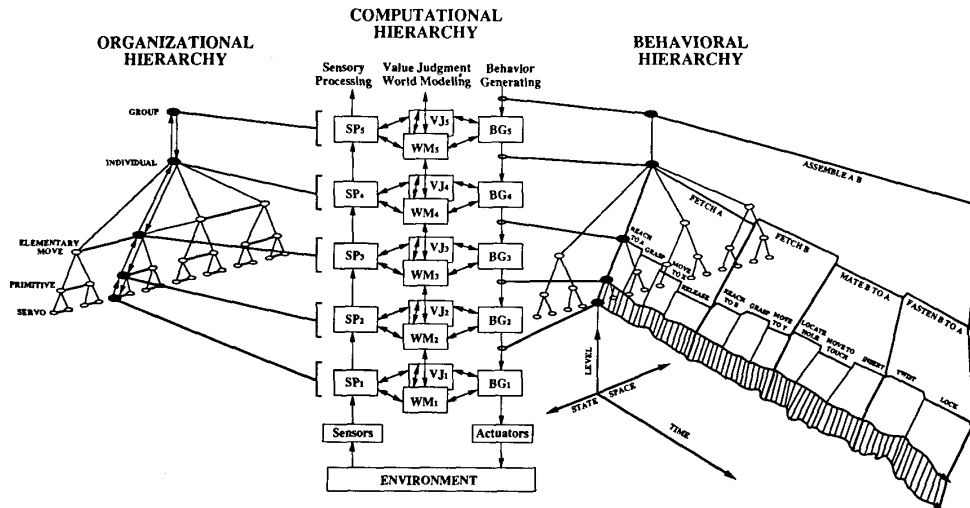 ORGANIZATIONAL
HIERARCHY
COMPUTATIONAL
HIERARCHY
BEHAVIORAL
HIERARCHY
Sensory
Processing
Value Judgment
World Modeling
Behavior
Generating
GROUP
INDIVIDUAL
ELEMENTARY
MOVE
PRIMITIVE
SERVO
SP5
VJ5
WM5
BG5
SP4
VJ4
WM4
BG4
SP3
VJ3
WM3
BG3
SP2
VJ2
WM2
BG2
SP1
VJ1
WM1
BG1
Sensors
Actuators
ENVIRONMENT
ASSEMBLE A B
FETCH A
FETCH B
MATE B TO A
FASTEN B TO A
REACH
TO A
GRASP
MOVE
TO X
RELEASE
REACH
TO B
GRASP
MOVE
TO Y
LOCATE
HOLE
MOVE TO
TOUCH
INSERT
TWIST
LOCK
LEVEL
STATE SPACE
TIME